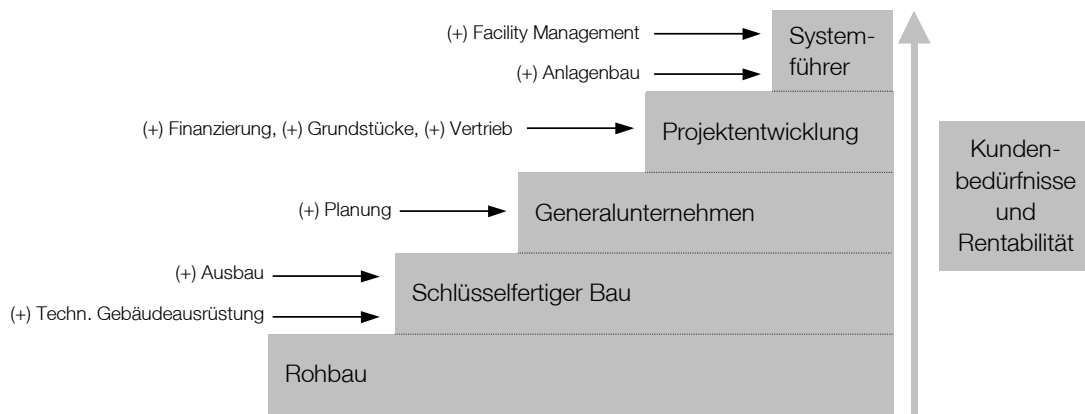 (+) Facility Management
System-
führer
(+) Anlagenbau
(+) Finanzierung, (+) Grundstücke, (+) Vertrieb
Projektentwicklung
Kunden-
bedürfnisse
und
Rentabilität
(+) Planung
Generalunternehmen
(+) Ausbau
Schlüsselfertiger Bau
(+) Techn. Gebäudeausrüstung
Rohbau